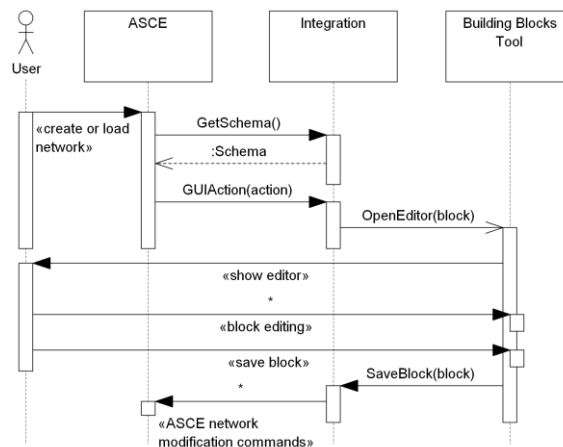 ASCE
Integration
Building Blocks
Tool
User
«create or load
network»
GetSchema()
:Schema
GUIAction(action)
OpenEditor(block)
«show editor»
*
«block editing»
«save block»
SaveBlock(block)
*
«ASCE network
modification commands»